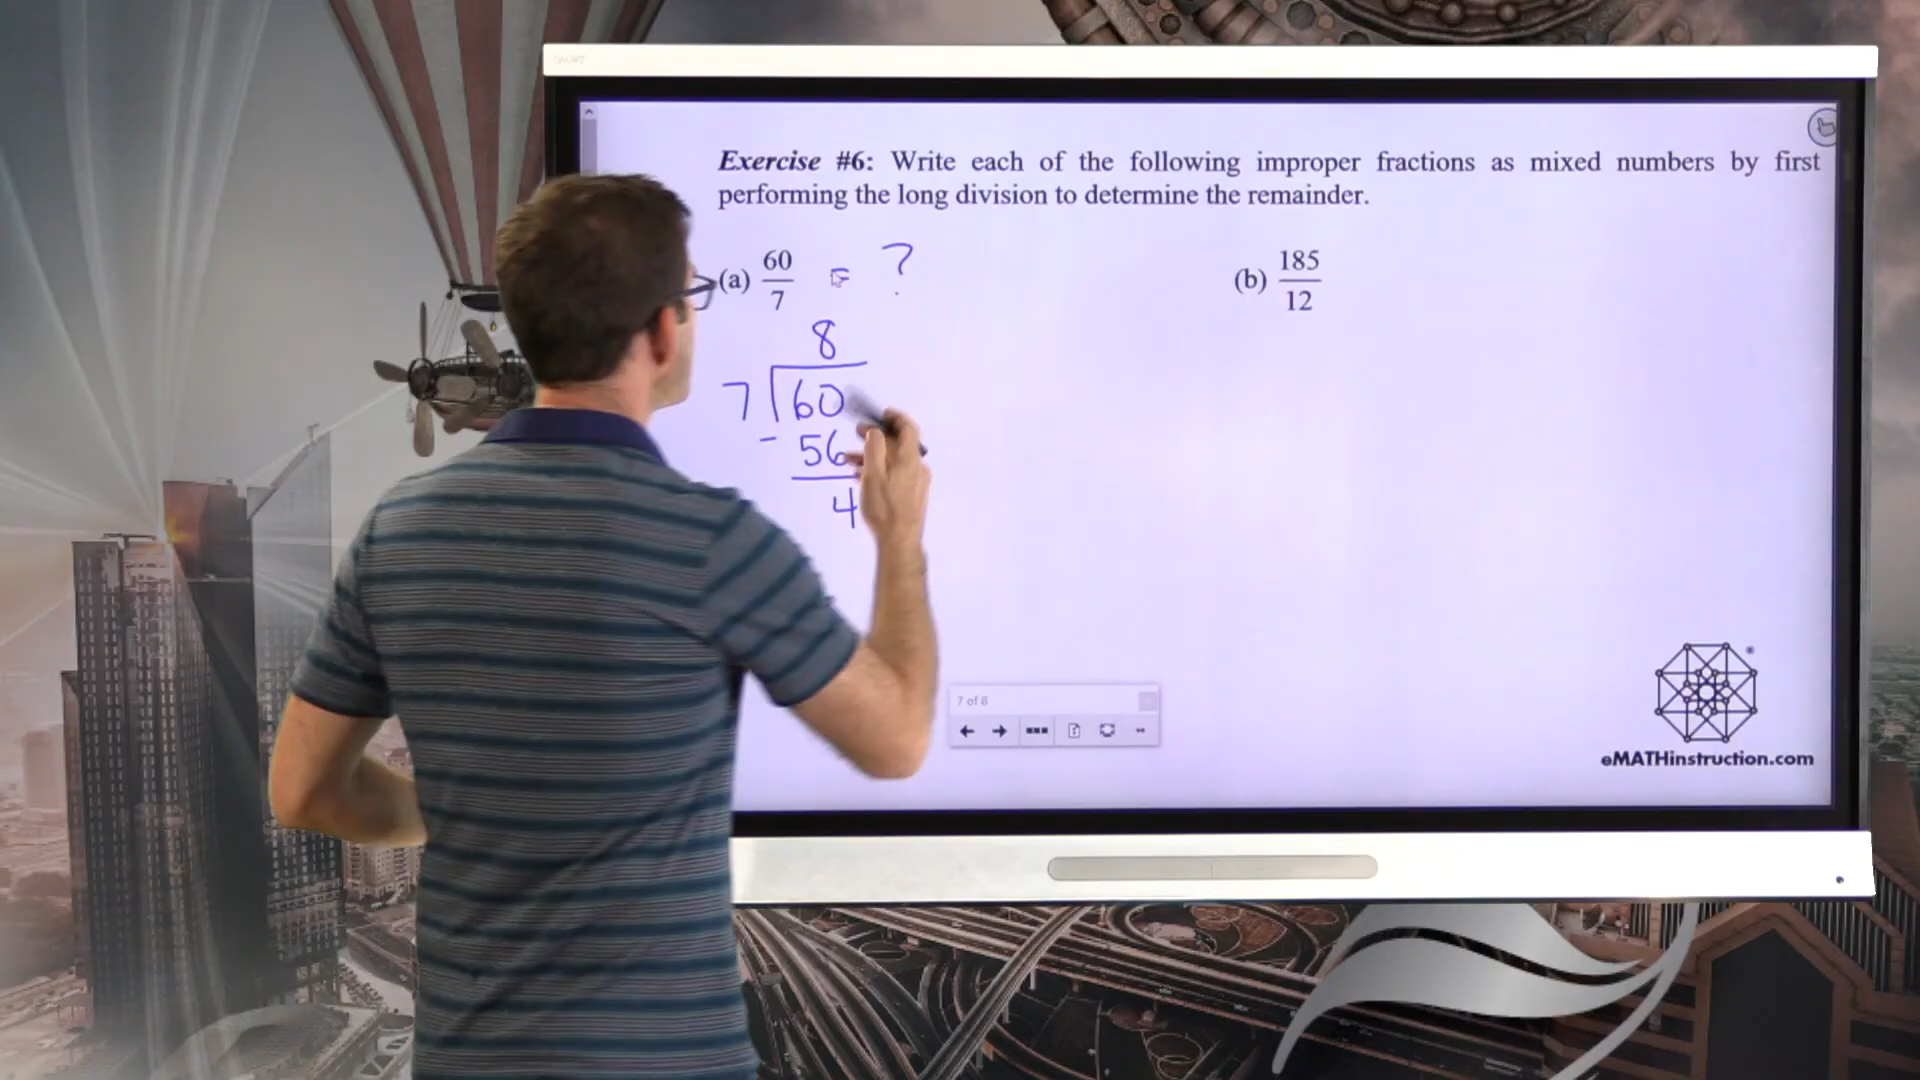 SMART
Exercise #6: Write each of the following improper fractions as mixed numbers by first
performing the long division to determine the remainder.
(a) 60/7 = ?
(b) 185/12
8
7 60
- 56
4
7 of 8
eMATHinstruction.com